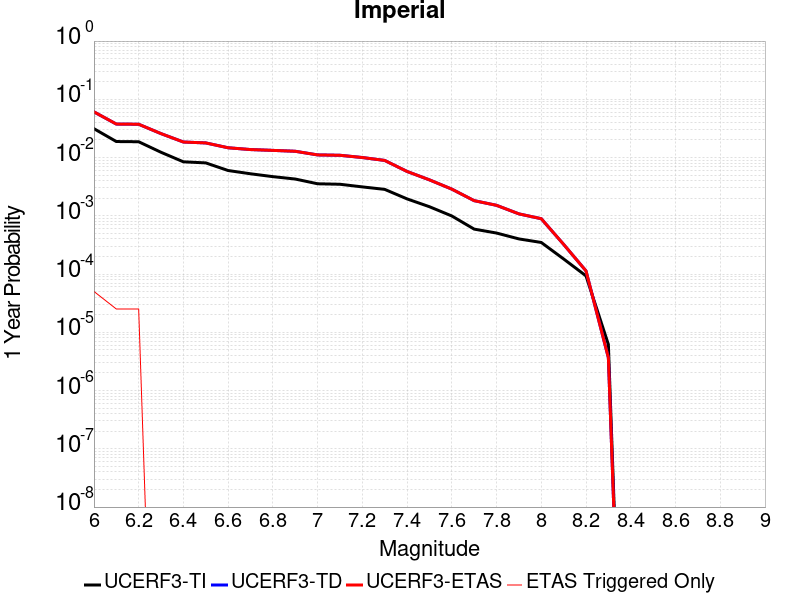 Imperial
10^0
10^-1
10^-2
10^-3
10^-4
10^-5
10^-6
10^-7
10^-8
1 Year Probability
6 6.2 6.4 6.6 6.8 7 7.2 7.4 7.6 7.8 8 8.2 8.4 8.6 8.8 9
Magnitude
UCERF3-TI UCERF3-TD UCERF3-ETAS ETAS Triggered Only